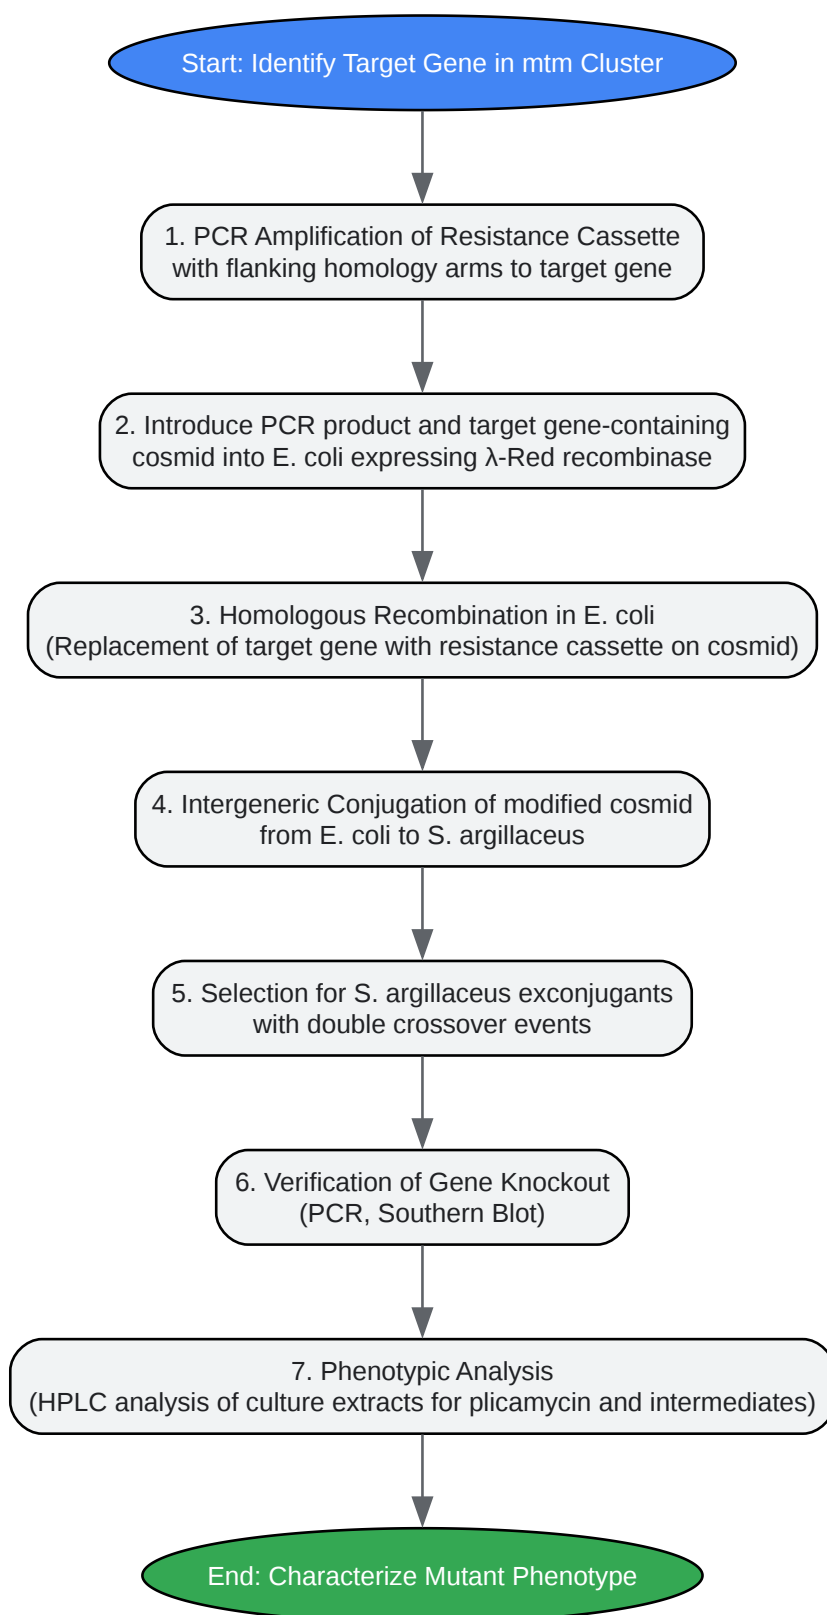 Start: Identify Target Gene in mtm Cluster
1. PCR Amplification of Resistance Cassette
with flanking homology arms to target gene
2. Introduce PCR product and target gene-containing
cosmid into E. coli expressing λ-Red recombinase
3. Homologous Recombination in E. coli
(Replacement of target gene with resistance cassette on cosmid)
4. Intergeneric Conjugation of modified cosmid
from E. coli to S. argillaceus
5. Selection for S. argillaceus exconjugants
with double crossover events
6. Verification of Gene Knockout
(PCR, Southern Blot)
7. Phenotypic Analysis
(HPLC analysis of culture extracts for plicamycin and intermediates)
End: Characterize Mutant Phenotype